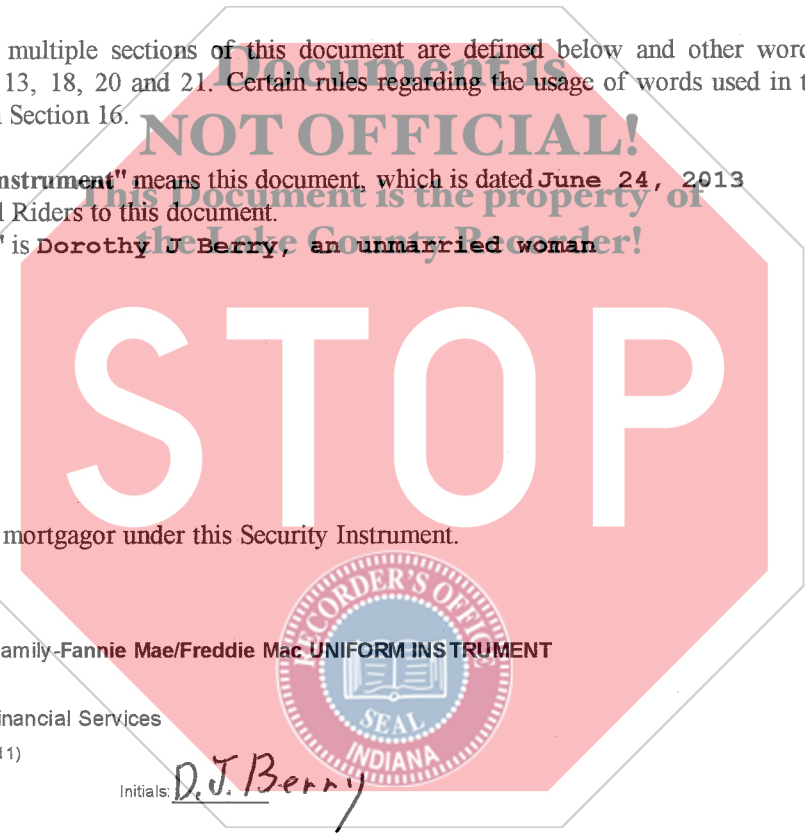 multiple sections of this document are defined below and other word
13, 18, 20 and 21. Certain rules regarding the usage of words used in t
Section 16.
Document is
NOT OFFICIAL!
This Document is the property of
the Lake County Recorder!
nstrument" means this document, which is dated June 24, 2013
Riders to this document.
" is Dorothy J Berry, an unmarried woman
STOP
mortgagor under this Security Instrument.
RECORDER'S OFFICE
SEAL
INDIANA
amily-Fannie Mae/Freddie Mac UNIFORM INSTRUMENT
inancial Services
1)
Initials: D.J. Berry